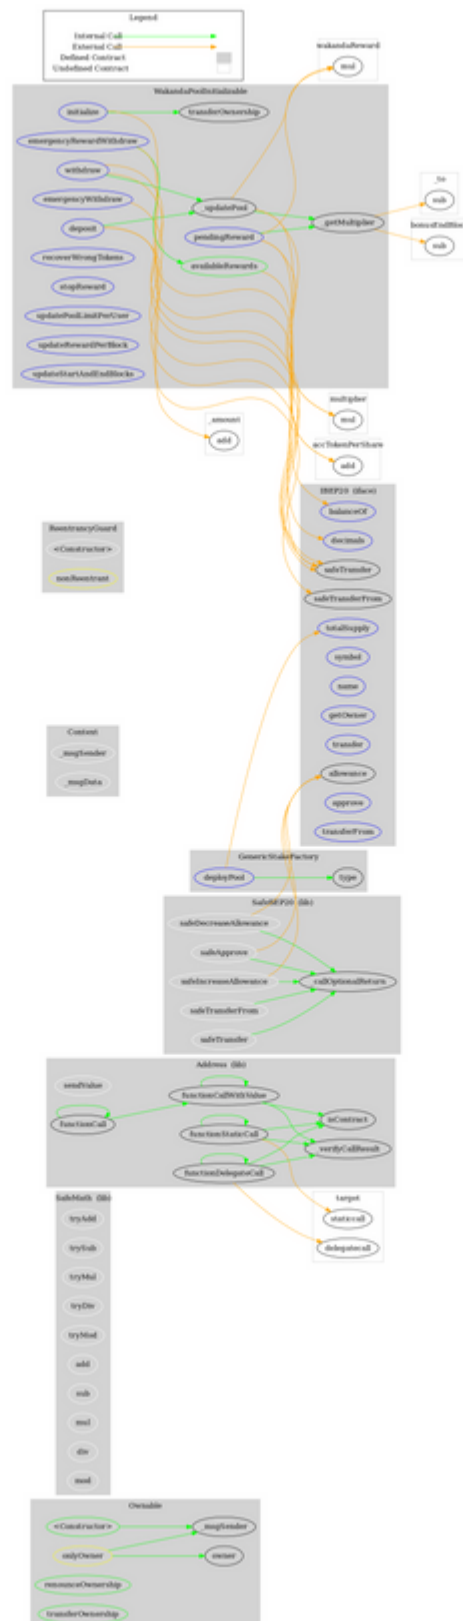 Legend
Internal Call
External Call
Defined Contract
Undefined Contract
wakandaReward
mul
WakandaPoolInitializable
initialize
transferOwnership
emergencyRewardWithdraw
withdraw
_to
sub
emergencyWithdraw
_updatePool
getMultiplier
deposit
pendingReward
sub
recoverWrongTokens
availableRewards
stopReward
updatePoolLimitPerUser
updateRewardPerBlock
updateStartAndEndBlocks
multiplier
mul
_amount
add
accTokenPerShare
add
IBEP20 (iface)
balanceOf
ReentrancyGuard
<Constructor>
decimals
nonReentrant
safeTransfer
safeTransferFrom
totalSupply
symbol
name
getOwner
Context
_msgSender
transfer
_msgData
allowance
approve
transferFrom
GenericStakeFactory
deployPool
type
SafeBEP20 (lib)
safeDecreaseAllowance
safeApprove
safeIncreaseAllowance
callOptionalReturn
safeTransferFrom
safeTransfer
Address (lib)
sendValue
functionCallWithValue
functionCall
isContract
functionStaticCall
verifyCallResult
functionDelegateCall
SafeMath (lib)
target
tryAdd
staticcall
trySub
delegatecall
tryMul
tryDiv
tryMod
add
sub
mul
div
mod
Ownable
<Constructor>
_msgSender
onlyOwner
owner
renounceOwnership
transferOwnership